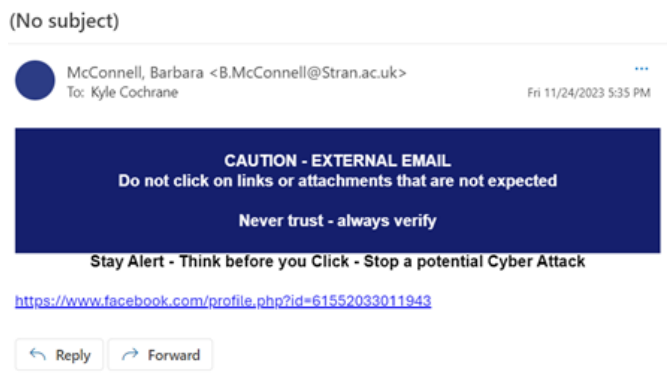 (No subject)
McConnell, Barbara <B.McConnell@Stran.ac.uk>
To: Kyle Cochrane
Fri 11/24/2023 5:35 PM
CAUTION - EXTERNAL EMAIL
Do not click on links or attachments that are not expected
Never trust - always verify
Stay Alert - Think before you Click - Stop a potential Cyber Attack
https://www.facebook.com/profile.php?id=61552033011943
Reply
Forward